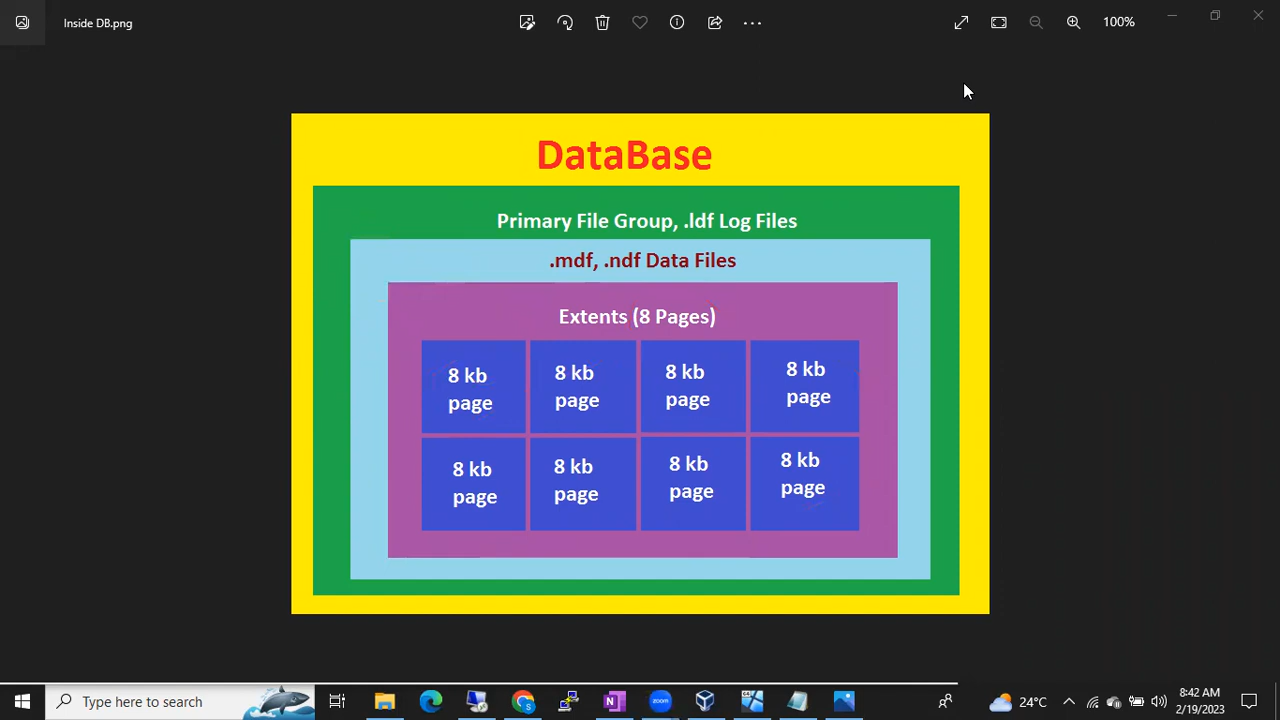 Inside DB.png
100%
DataBase
Primary File Group, .ldf Log Files
.mdf, .ndf Data Files
Extents (8 Pages)
8 kb
page
8 kb
page
8 kb
page
8 kb
page
8 kb
page
8 kb
page
8 kb
page
8 kb
page
Type here to search
zoom
24°C
8:42 AM
2/19/2023